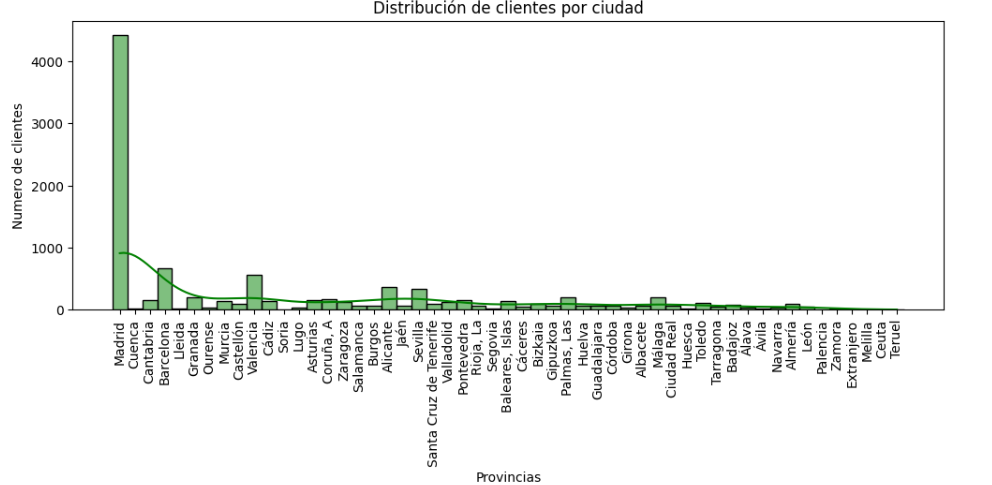 Distribución de clientes por ciudad
Numero de clientes
4000
3000
2000
1000
0
Madrid
Cuenca
Cantabria
Barcelona
Lleida
Granada
Ourense
Murcia
Castellón
Valencia
Cádiz
Soria
Lugo
Asturias
Coruña, A
Zaragoza
Salamanca
Burgos
Alicante
Jaén
Sevilla
Santa Cruz de Tenerife
Valladolid
Pontevedra
Rioja, La
Segovia
Baleares, Islas
Cáceres
Bizkaia
Gipuzkoa
Palmas, Las
Huelva
Guadalajara
Córdoba
Girona
Albacete
Málaga
Ciudad Real
Huesca
Toledo
Tarragona
Badajoz
Álava
Ávila
Navarra
Almería
León
Palencia
Zamora
Extranjero
Melilla
Ceuta
Teruel
Provincias